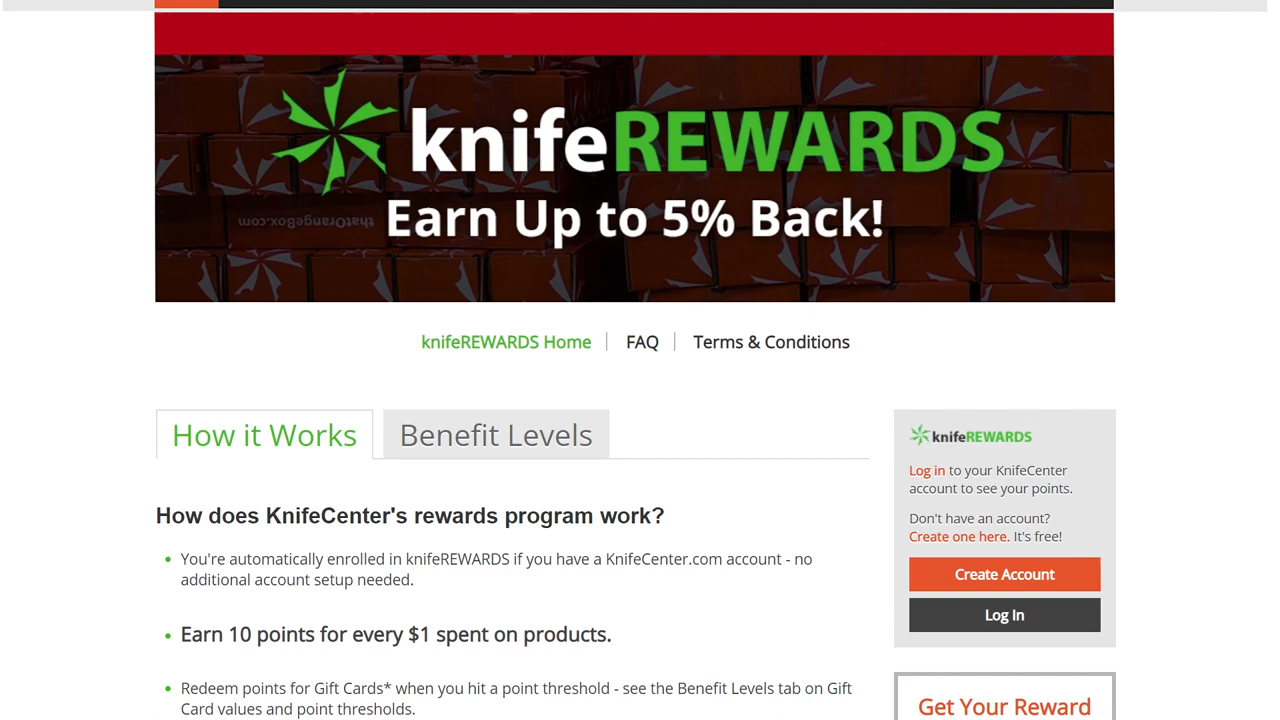 knifeREWARDS
thatOrangeBox.com
Earn Up to 5% Back!
knifeREWARDS Home
FAQ
Terms & Conditions
How it Works
Benefit Levels
How does KnifeCenter's rewards program work?
You're automatically enrolled in knifeREWARDS if you have a KnifeCenter.com account - no
additional account setup needed.
Earn 10 points for every $1 spent on products.
Redeem points for Gift Cards* when you hit a point threshold - see the Benefit Levels tab on Gift
Card values and point thresholds.
knifeREWARDS
Log in to your KnifeCenter
account to see your points.
Don't have an account?
Create one here. It's free!
Create Account
Log In
Get Your Reward